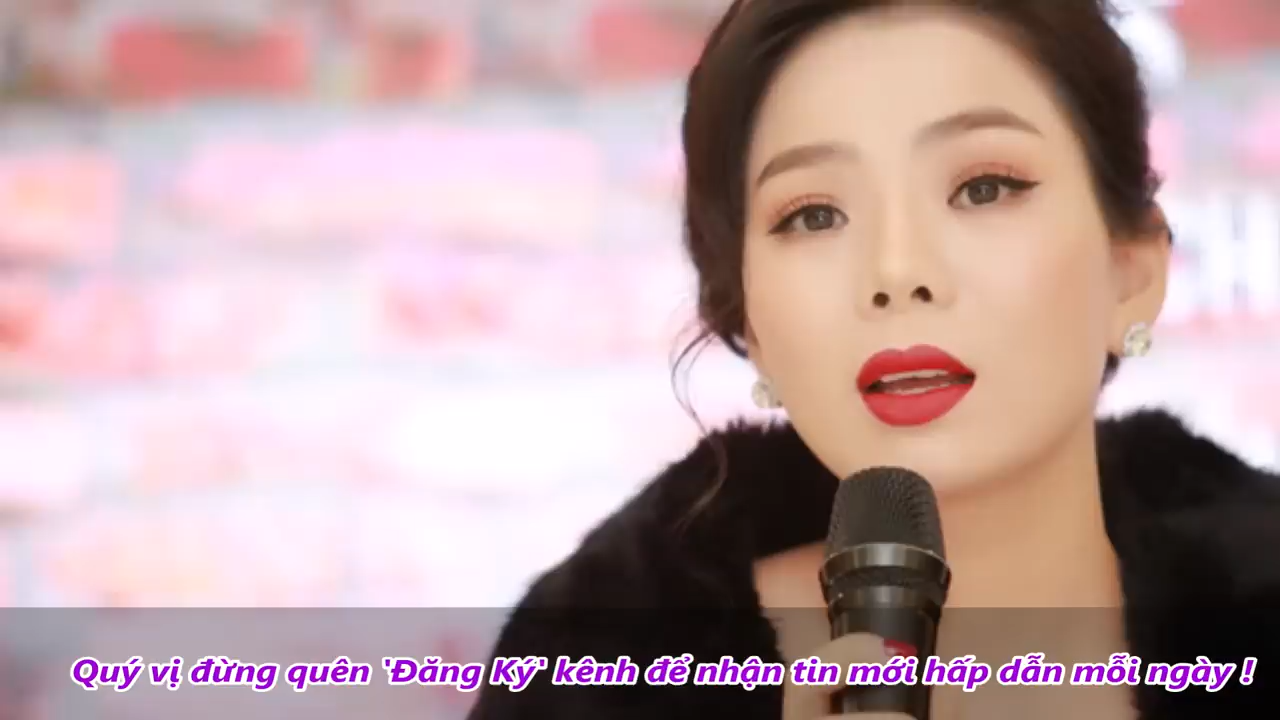 Quý vị đừng quên 'Đăng Ký' kênh để nhận tin mới hấp dẫn mỗi ngày !